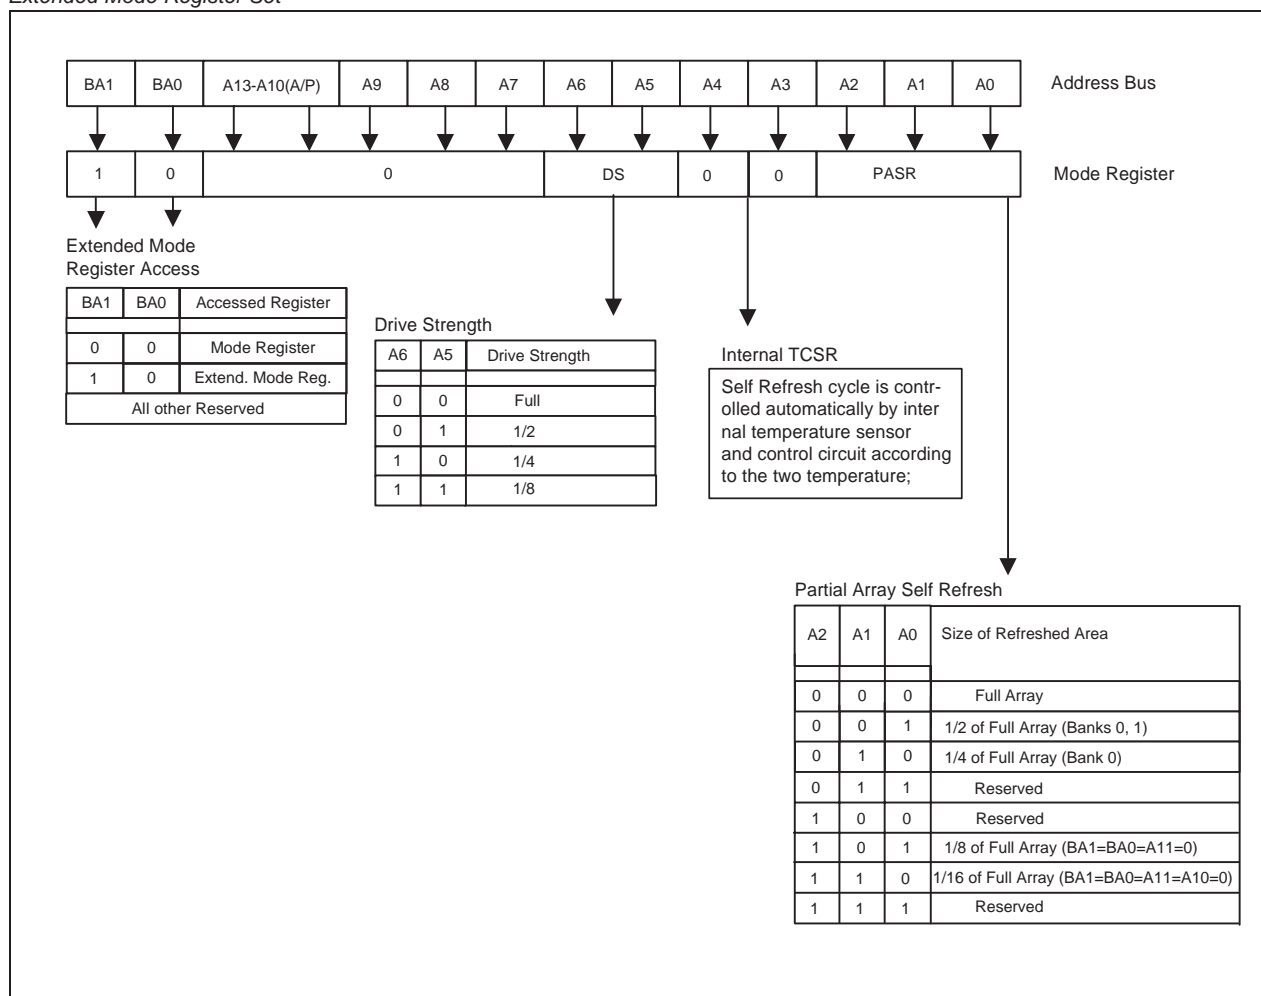 Extended Mode Register Set
BA1 BA0 A13-A10(A/P) A9 A8 A7 A6 A5 A4 A3 A2 A1 A0 Address Bus
1 0 0 DS 0 0 PASR Mode Register
Extended Mode
Register Access
BA1 BA0 Accessed Register
0 0 Mode Register
1 0 Extend. Mode Reg.
All other Reserved
Drive Strength
A6 A5 Drive Strength
0 0 Full
0 1 1/2
1 0 1/4
1 1 1/8
Internal TCSR
Self Refresh cycle is contr-
olled automatically by inter
nal temperature sensor
and control circuit according
to the two temperature;
Partial Array Self Refresh
A2 A1 A0 Size of Refreshed Area
0 0 0 Full Array
0 0 1 1/2 of Full Array (Banks 0, 1)
0 1 0 1/4 of Full Array (Bank 0)
0 1 1 Reserved
1 0 0 Reserved
1 0 1 1/8 of Full Array (BA1=BA0=A11=0)
1 1 0 1/16 of Full Array (BA1=BA0=A11=A10=0)
1 1 1 Reserved